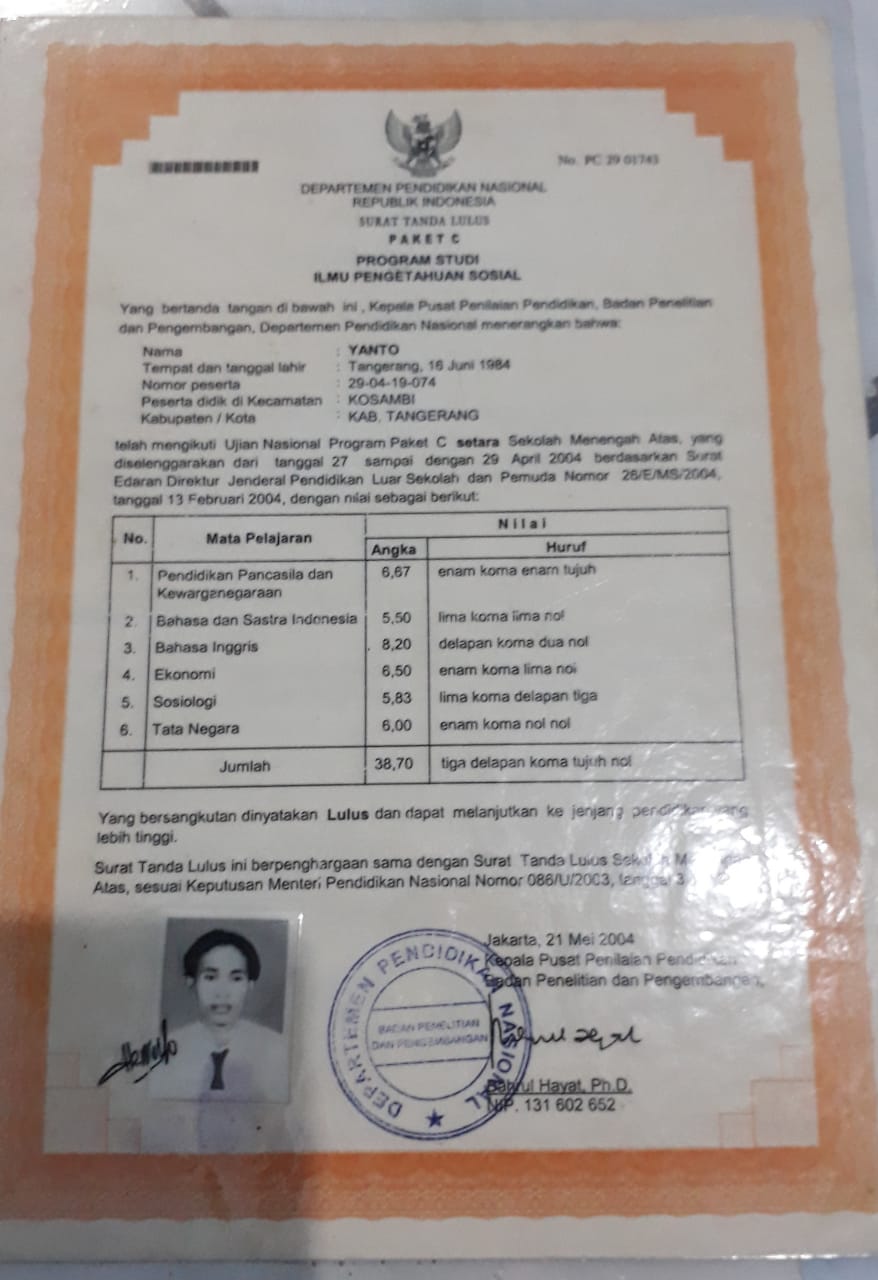 No. PC 29 01743
DEPARTEMEN PENDIDIKAN NASIONAL
REPUBLIK INDONESIA
SURAT TANDA LULUS
PAKET C
PROGRAM STUDI
ILMU PENGETAHUAN SOSIAL
Yang bertanda tangan di bawah ini , Kepala Pusat Penilaian Pendidikan, Badan Penelitian
dan Pengembangan, Departemen Pendidikan Nasional menerangkan bahwa:
Nama : YANTO
Tempat dan tanggal lahir : Tangerang, 16 Juni 1984
Nomor peserta : 29-04-19-074
Peserta didik di Kecamatan : KOSAMBI
Kabupaten / Kota : KAB. TANGERANG
telah mengikuti Ujian Nasional Program Paket C setara Sekolah Menengah Atas, yang
diselenggarakan dari tanggal 27 sampai dengan 29 April 2004 berdasarkan Surat
Edaran Direktur Jenderal Pendidikan Luar Sekolah dan Pemuda Nomor 26/E/MS/2004,
tanggal 13 Februari 2004, dengan nilai sebagai berikut:
No. Mata Pelajaran Nilai
Angka Huruf
1. Pendidikan Pancasila dan 6,67 enam koma enam tujuh
Kewarganegaraan
2. Bahasa dan Sastra Indonesia 5,50 lima koma lima nol
3. Bahasa Inggris 8,20 delapan koma dua nol
4. Ekonomi 6,50 enam koma lima nol
5. Sosiologi 5,83 lima koma delapan tiga
6. Tata Negara 6,00 enam koma nol nol
Jumlah 38,70 tiga delapan koma tujuh nol
Yang bersangkutan dinyatakan Lulus dan dapat melanjutkan ke jenjang pendidikan yang
lebih tinggi.
Surat Tanda Lulus ini berpenghargaan sama dengan Surat Tanda Lulus
Atas, sesuai Keputusan Menteri Pendidikan Nasional Nomor 086/U/2003,
Jakarta, 21 Mei 2004
Kepala Pusat Penilaian Pendidikan
Badan Penelitian dan Pengembangan,
DEPARTEMEN PENDIDIKAN NASIONAL
BADAN PENELITIAN
DAN PENGEMBANGAN
Bahrul Hayat, Ph.D.
NIP. 131 602 652